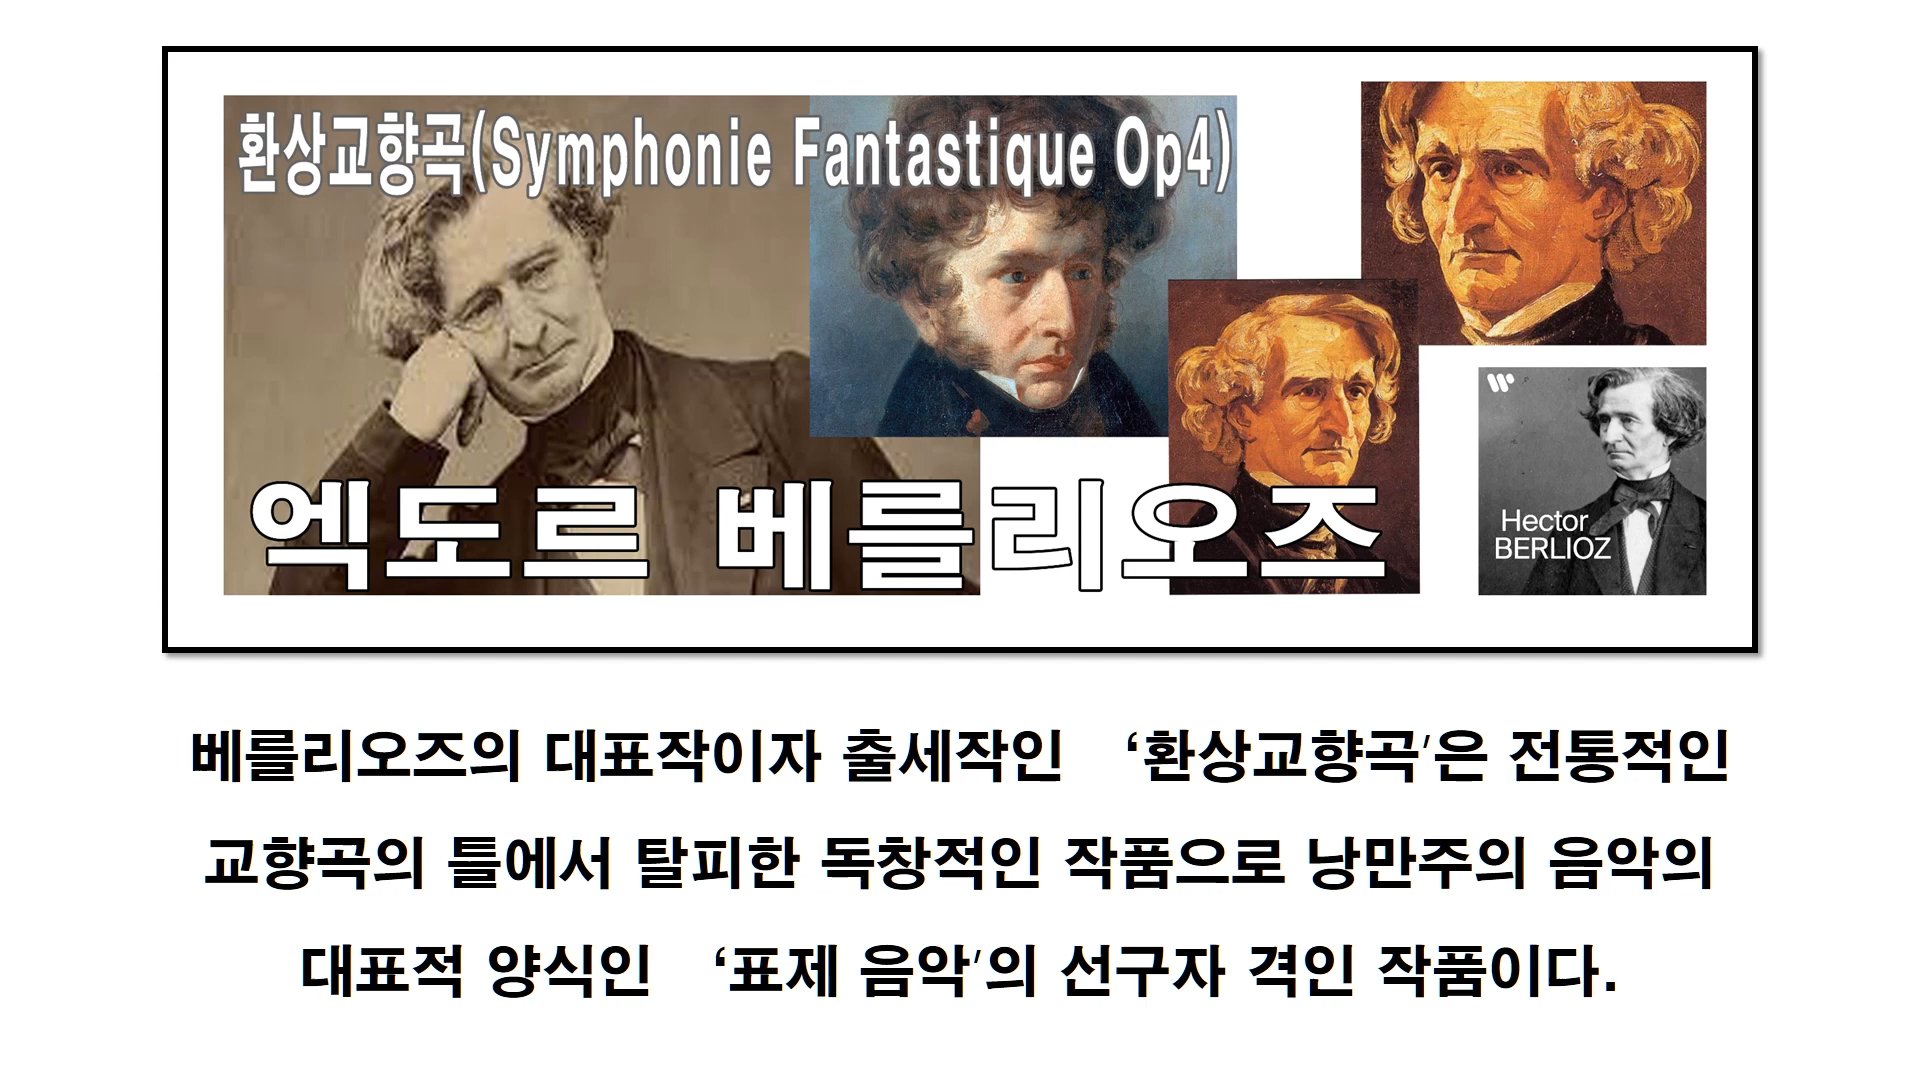 환상교향곡(Symphonie Fantastique Op4)
엑도르 베를리오즈
Hector
BERLIOZ
베를리오즈의 대표작이자 출세작인 ‘환상교향곡’은 전통적인
교향곡의 틀에서 탈피한 독창적인 작품으로 낭만주의 음악의
대표적 양식인 ‘표제 음악’의 선구자 격인 작품이다.